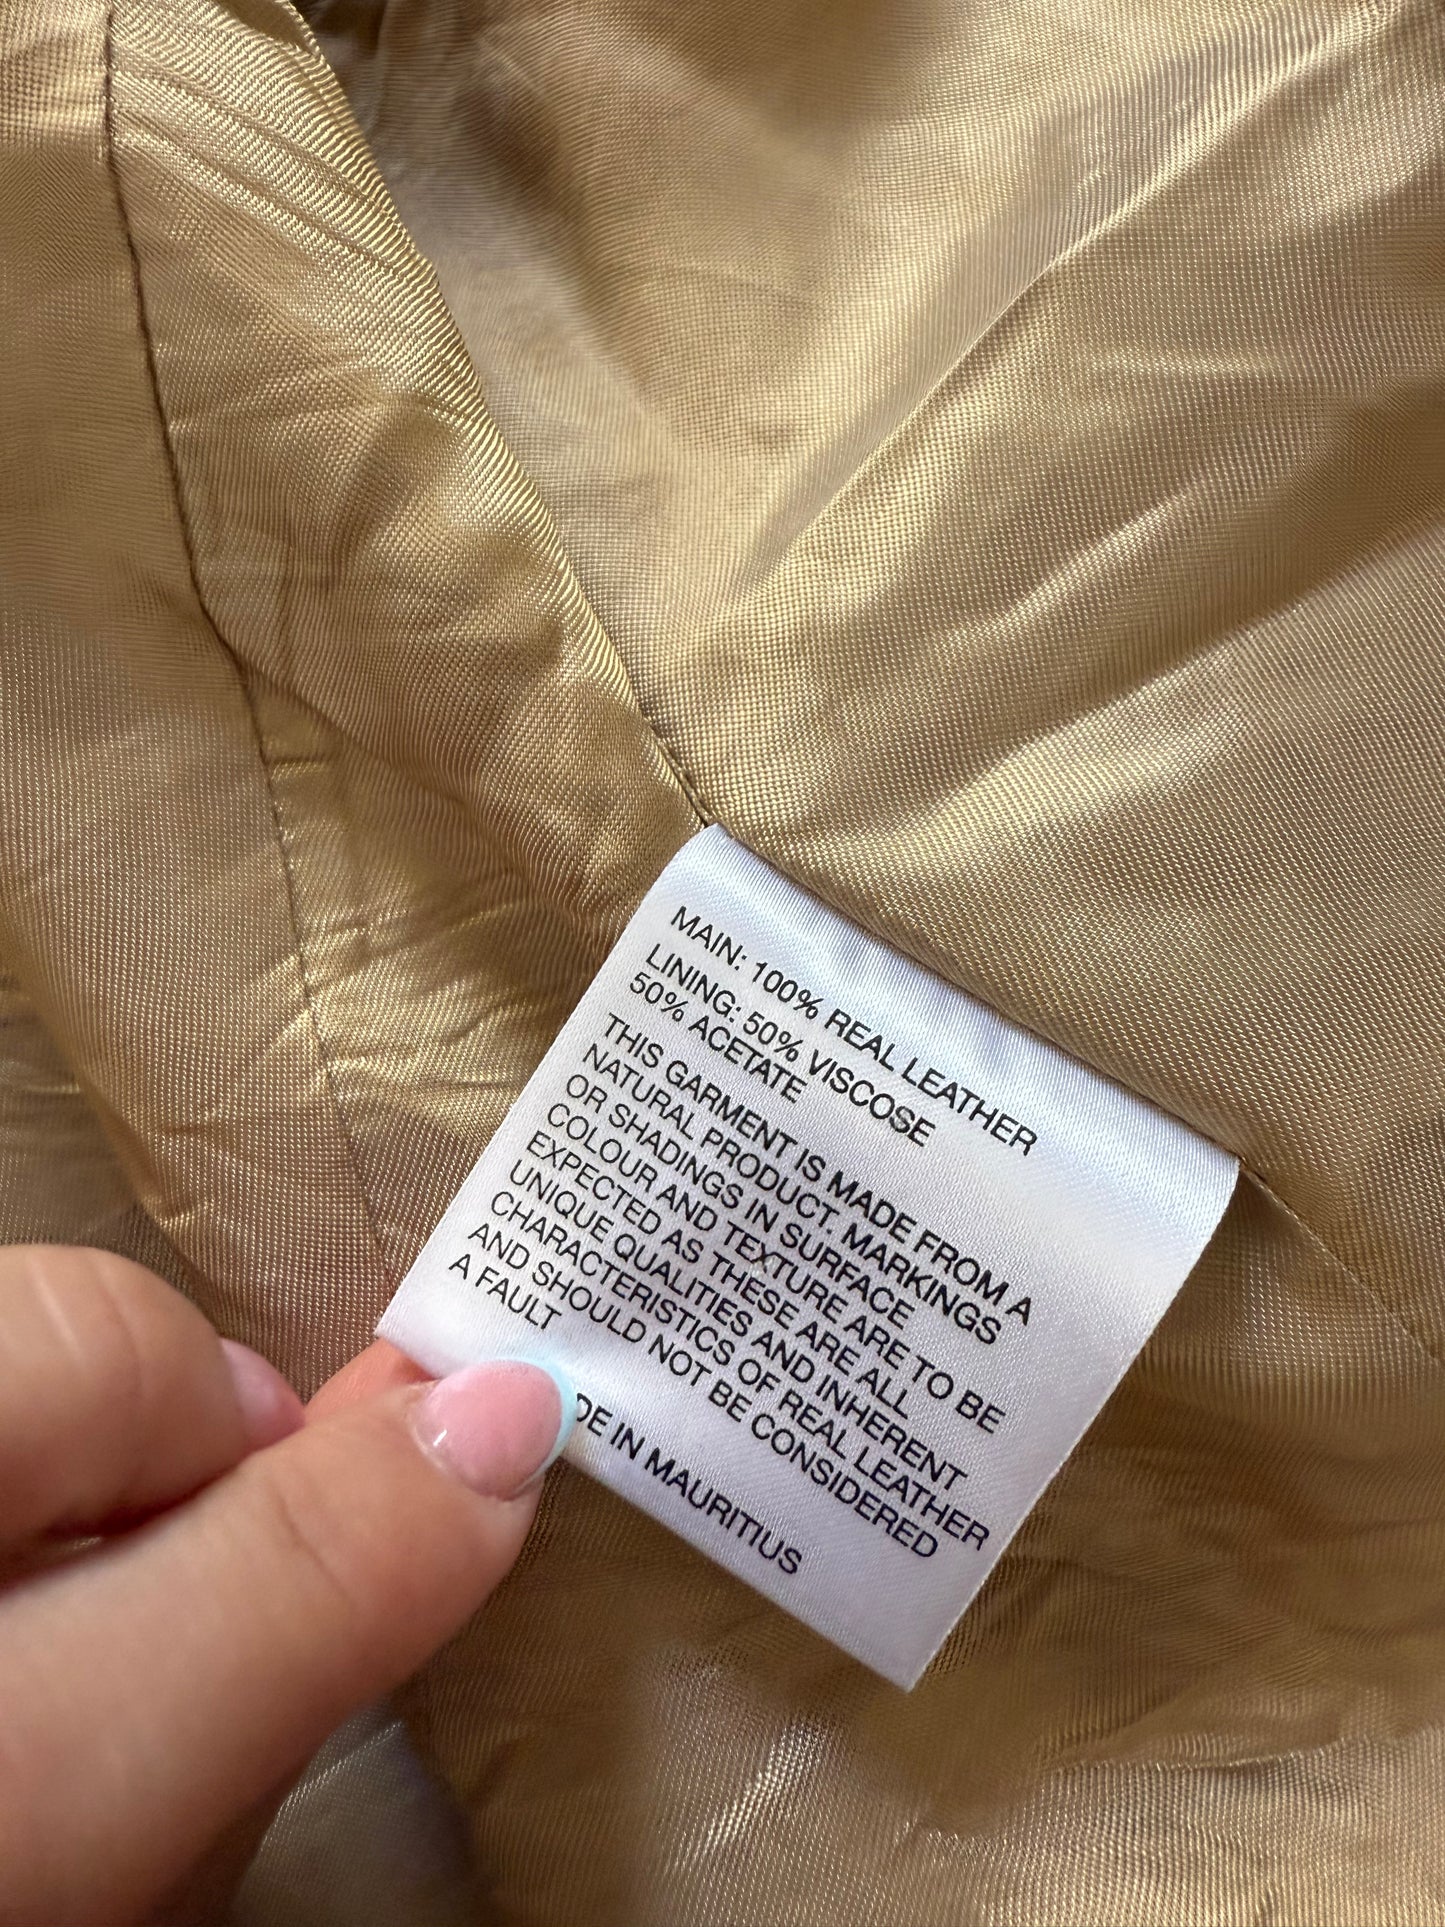 MAIN: 100% REAL LEATHER
LINING: 50% VISCOSE
50% ACETATE
THIS GARMENT IS MADE FROM A
NATURAL PRODUCT. MARKINGS
OR SHADINGS IN SURFACE
COLOUR AND TEXTURE ARE TO BE
EXPECTED AS THESE ARE ALL
UNIQUE QUALITIES AND INHERENT
CHARACTERISTICS OF REAL LEATHER
AND SHOULD NOT BE CONSIDERED
A FAULT
DE IN MAURITIUS